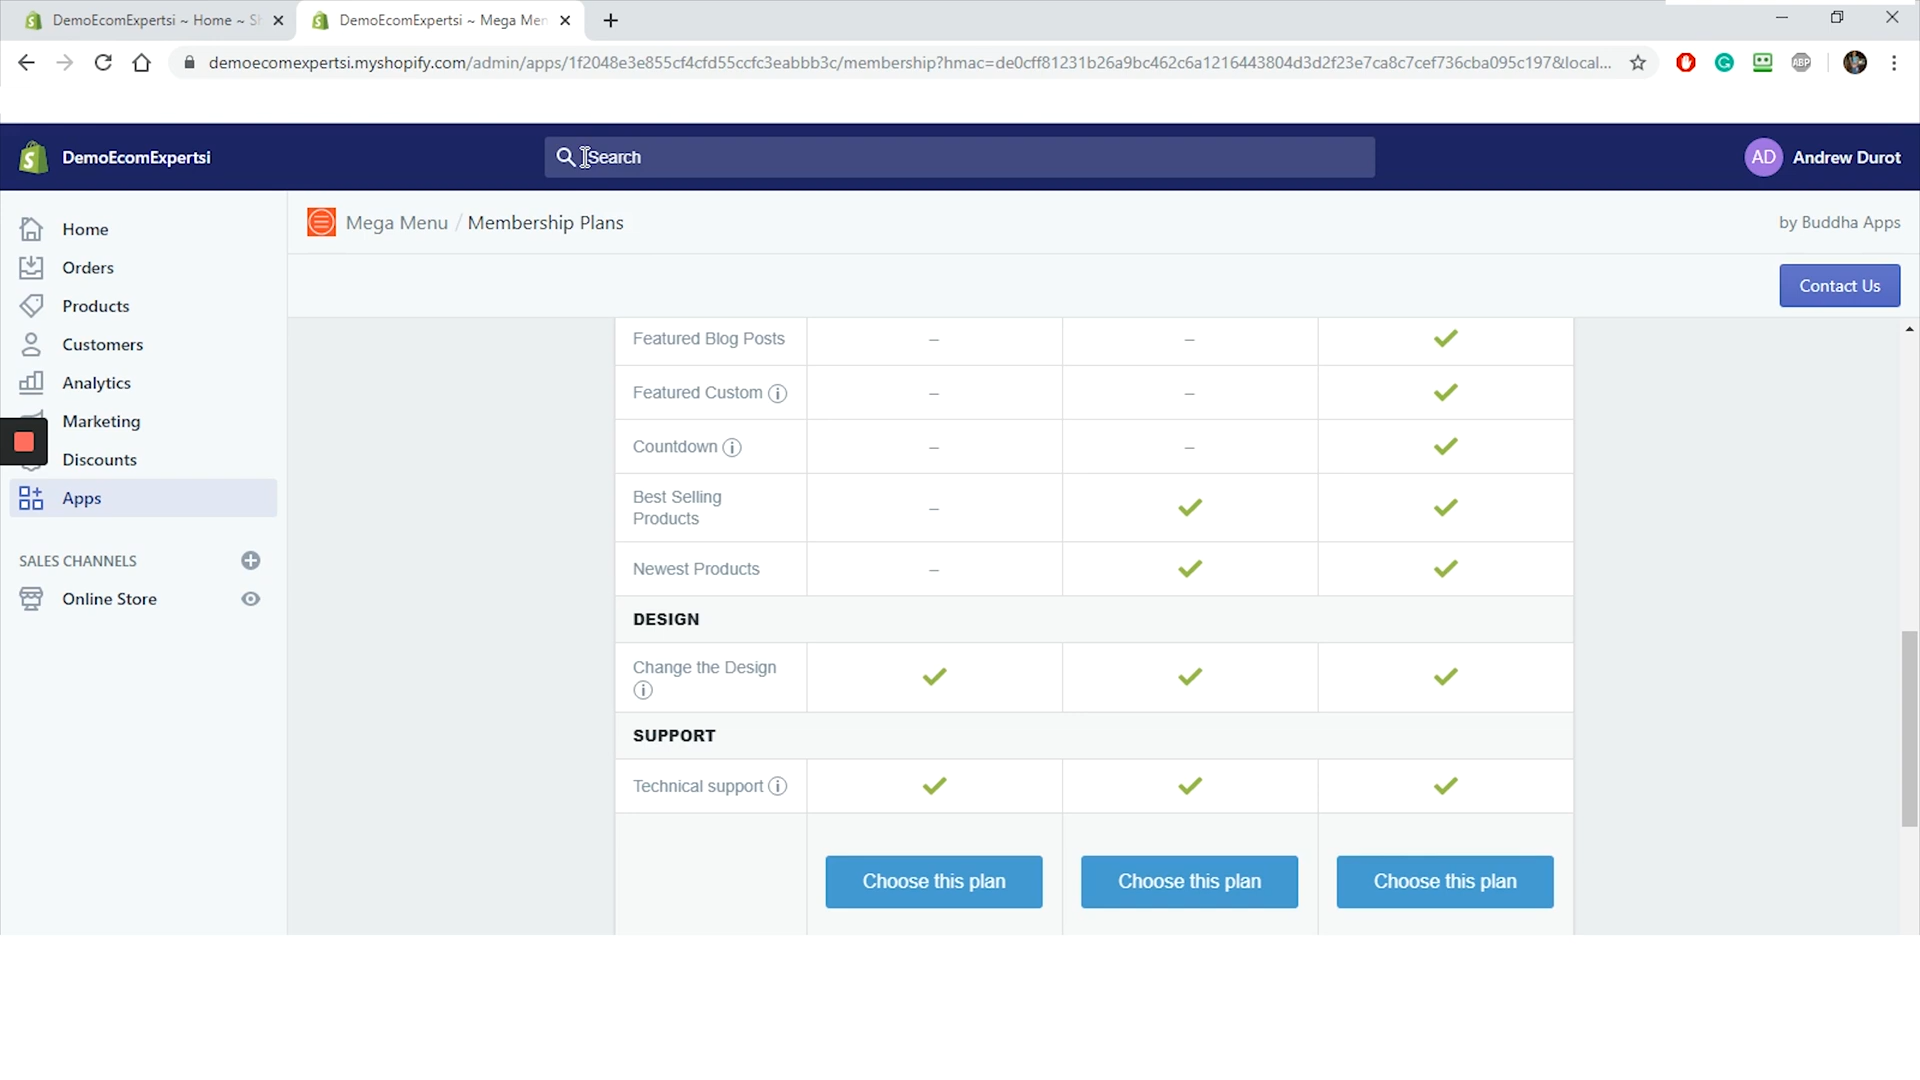 DemoEcomExpertsi ~ Home ~ S
DemoEcomExpertsi ~ Mega Men
demoecomexpertsi.myshopify.com/admin/apps/1f2048e3e855cf4cfd55ccfc3eabbb3c/membership?hmac=de0cff81231b26a9bc462c6a1216443804d3d2f23e7ca8c7cef736cba095c197&local...
ABP
DemoEcomExpertsi
Search
AD Andrew Durot
Home
Orders
Products
Customers
Analytics
Marketing
Discounts
Apps
SALES CHANNELS
Online Store
Mega Menu / Membership Plans
by Buddha Apps
Contact Us
Featured Blog Posts – –
Featured Custom – –
Countdown – –
Best Selling
Products –
Newest Products –
DESIGN
Change the Design
SUPPORT
Technical support
Choose this plan Choose this plan Choose this plan